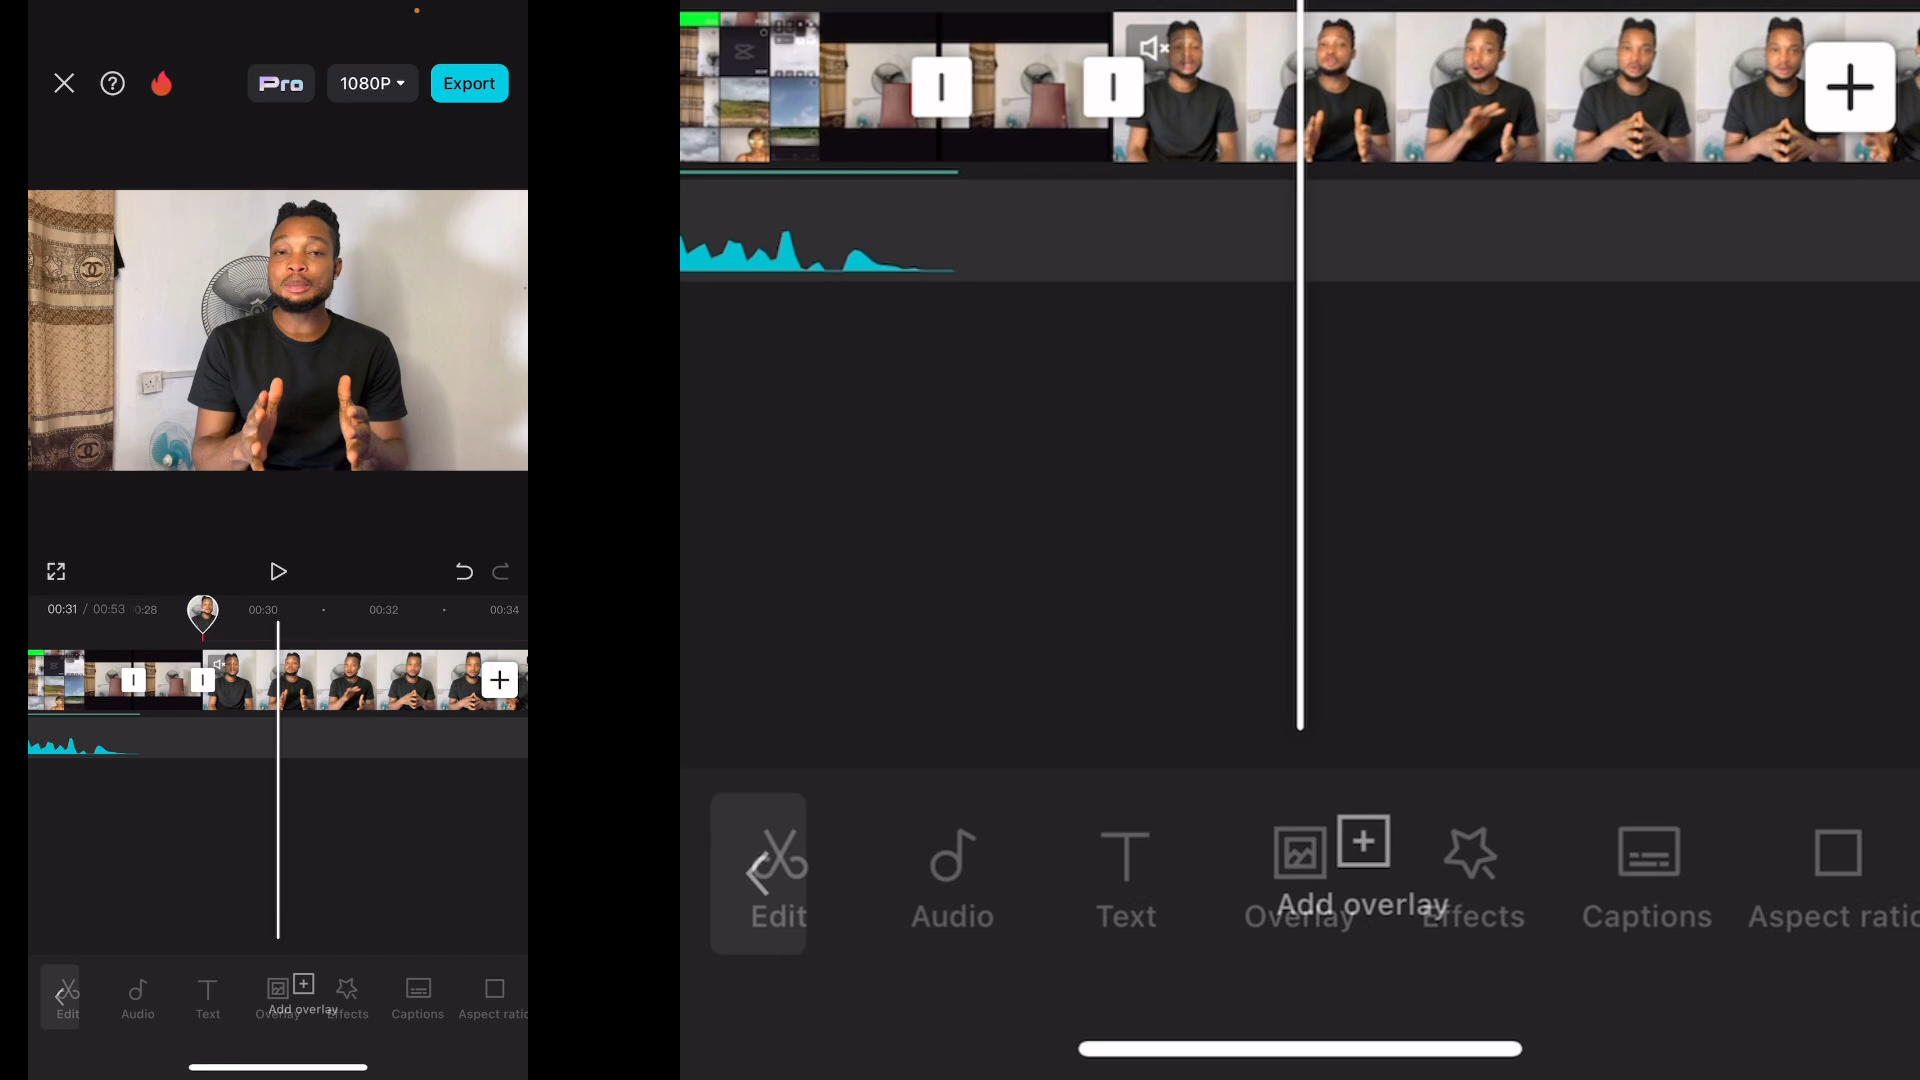 Pro 1080P Export
00:31 / 00:53 0:28 00:30 00:32 00:34
Edit Audio Text Overlay Add overlay Effects Captions Aspect ratio
Edit Audio Text Overlay Add overlay Effects Captions Aspect ratio